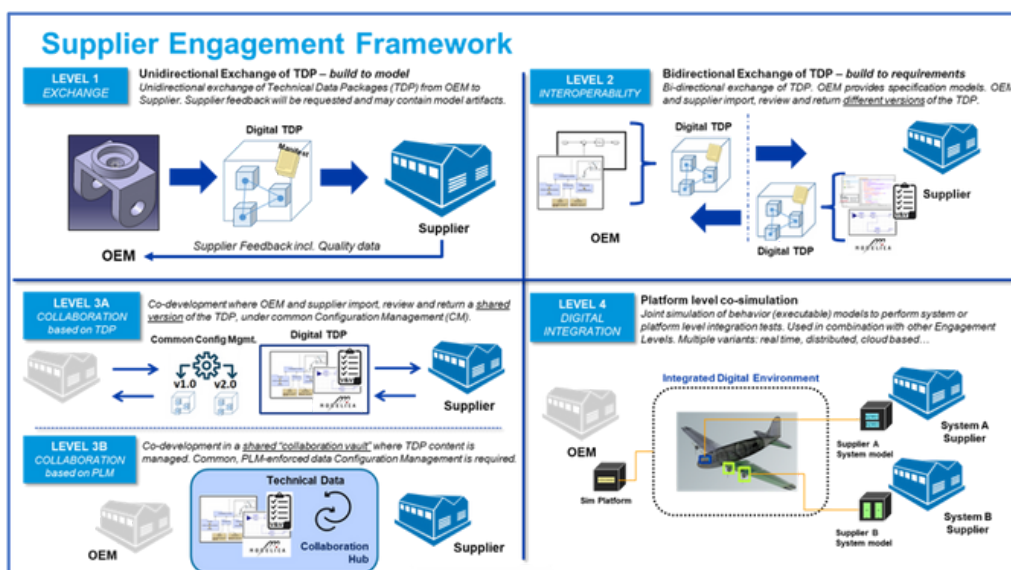 Supplier Engagement Framework
LEVEL 1
EXCHANGE
Unidirectional Exchange of TDP – build to model
Unidirectional exchange of Technical Data Packages (TDP) from OEM to
Supplier. Supplier feedback will be requested and may contain model artifacts.
Digital TDP
Manifest
OEM
Supplier
Supplier Feedback incl. Quality data
LEVEL 2
INTEROPERABILITY
Bidirectional Exchange of TDP – build to requirements
Bi-directional exchange of TDP. OEM provides specification models. OEM
and supplier import, review and return different versions of the TDP.
Digital TDP
Supplier
OEM
Digital TDP
MODELICA
LEVEL 3A
COLLABORATION
based on TDP
Co-development where OEM and supplier import, review and return a shared
version of the TDP, under common Configuration Management (CM).
Common Config Mgmt.
Digital TDP
v1.0
v2.0
V&V
MODELICA
Supplier
LEVEL 3B
COLLABORATION
based on PLM
Co-development in a shared "collaboration vault" where TDP content is
managed. Common, PLM-enforced data Configuration Management is required.
Technical Data
V&V
MODELICA
Collaboration
Hub
OEM
Supplier
LEVEL 4
DIGITAL
INTEGRATION
Platform level co-simulation
Joint simulation of behavior (executable) models to perform system or
platform level integration tests. Used in combination with other Engagement
Levels. Multiple variants: real time, distributed, cloud based…
Integrated Digital Environment
OEM
Sim Platform
Supplier A
System model
System A
Supplier
Supplier B
System model
System B
Supplier